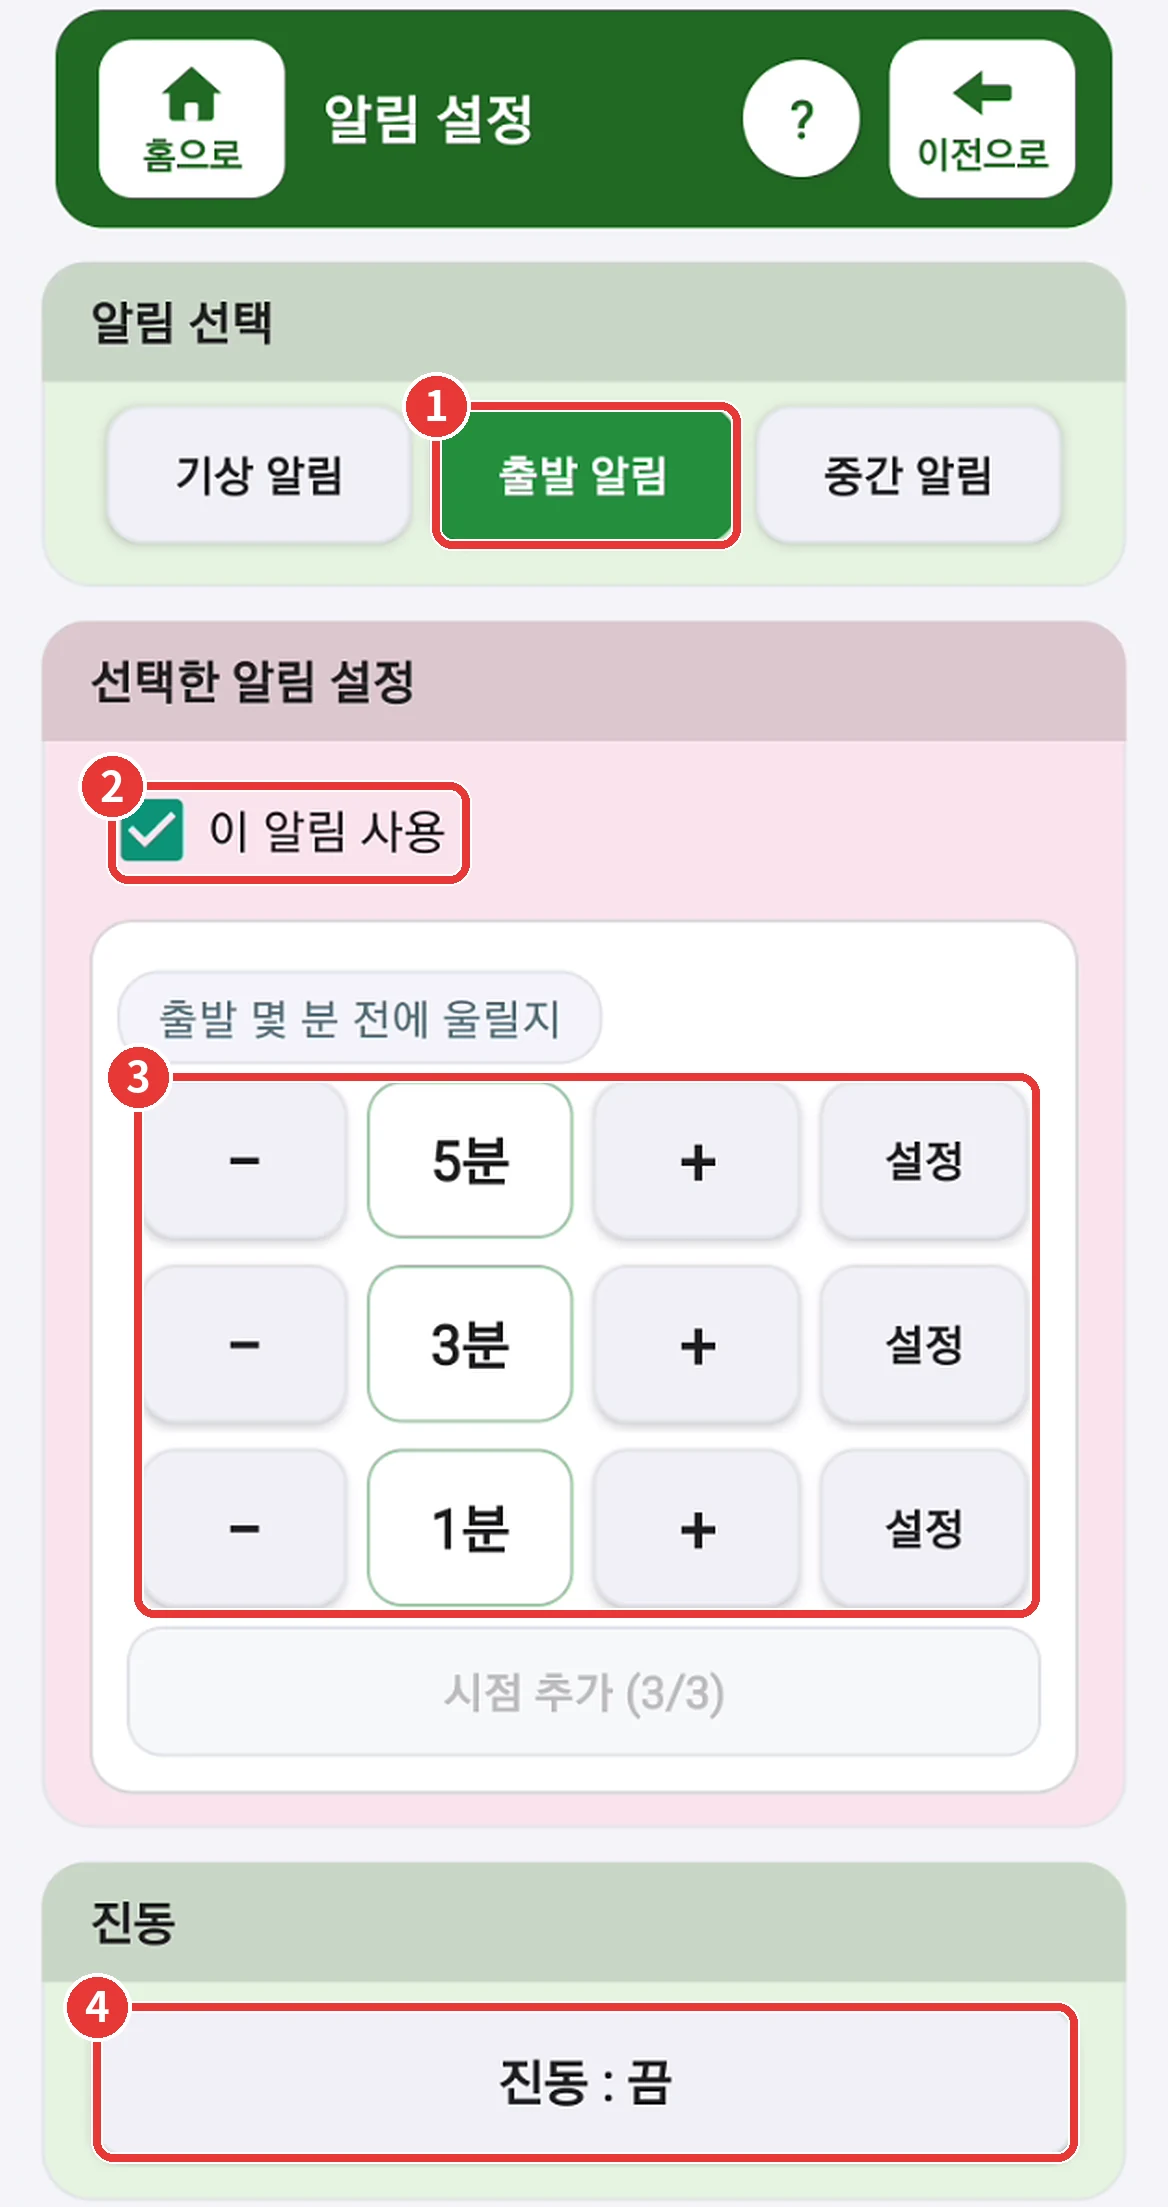 홈으로
알림 설정
?
이전으로
알림 선택
기상 알림
1
출발 알림
중간 알림
선택한 알림 설정
2
이 알림 사용
출발 몇 분 전에 울릴지
3
− 5분 + 설정
− 3분 + 설정
− 1분 + 설정
시점 추가 (3/3)
진동
4
진동 : 끔